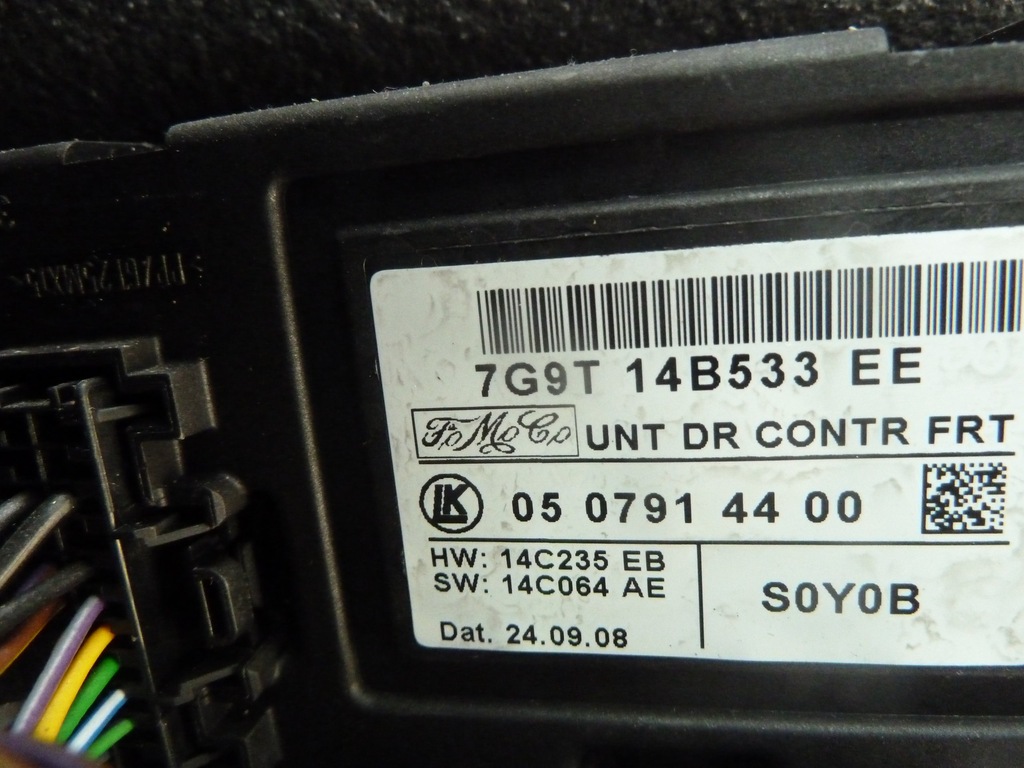 7G9T 14B533 EE
FoMoCo UNT DR CONTR FRT
LK 05 0791 44 00
HW: 14C235 EB
SW: 14C064 AE
S0Y0B
Dat. 24.09.08